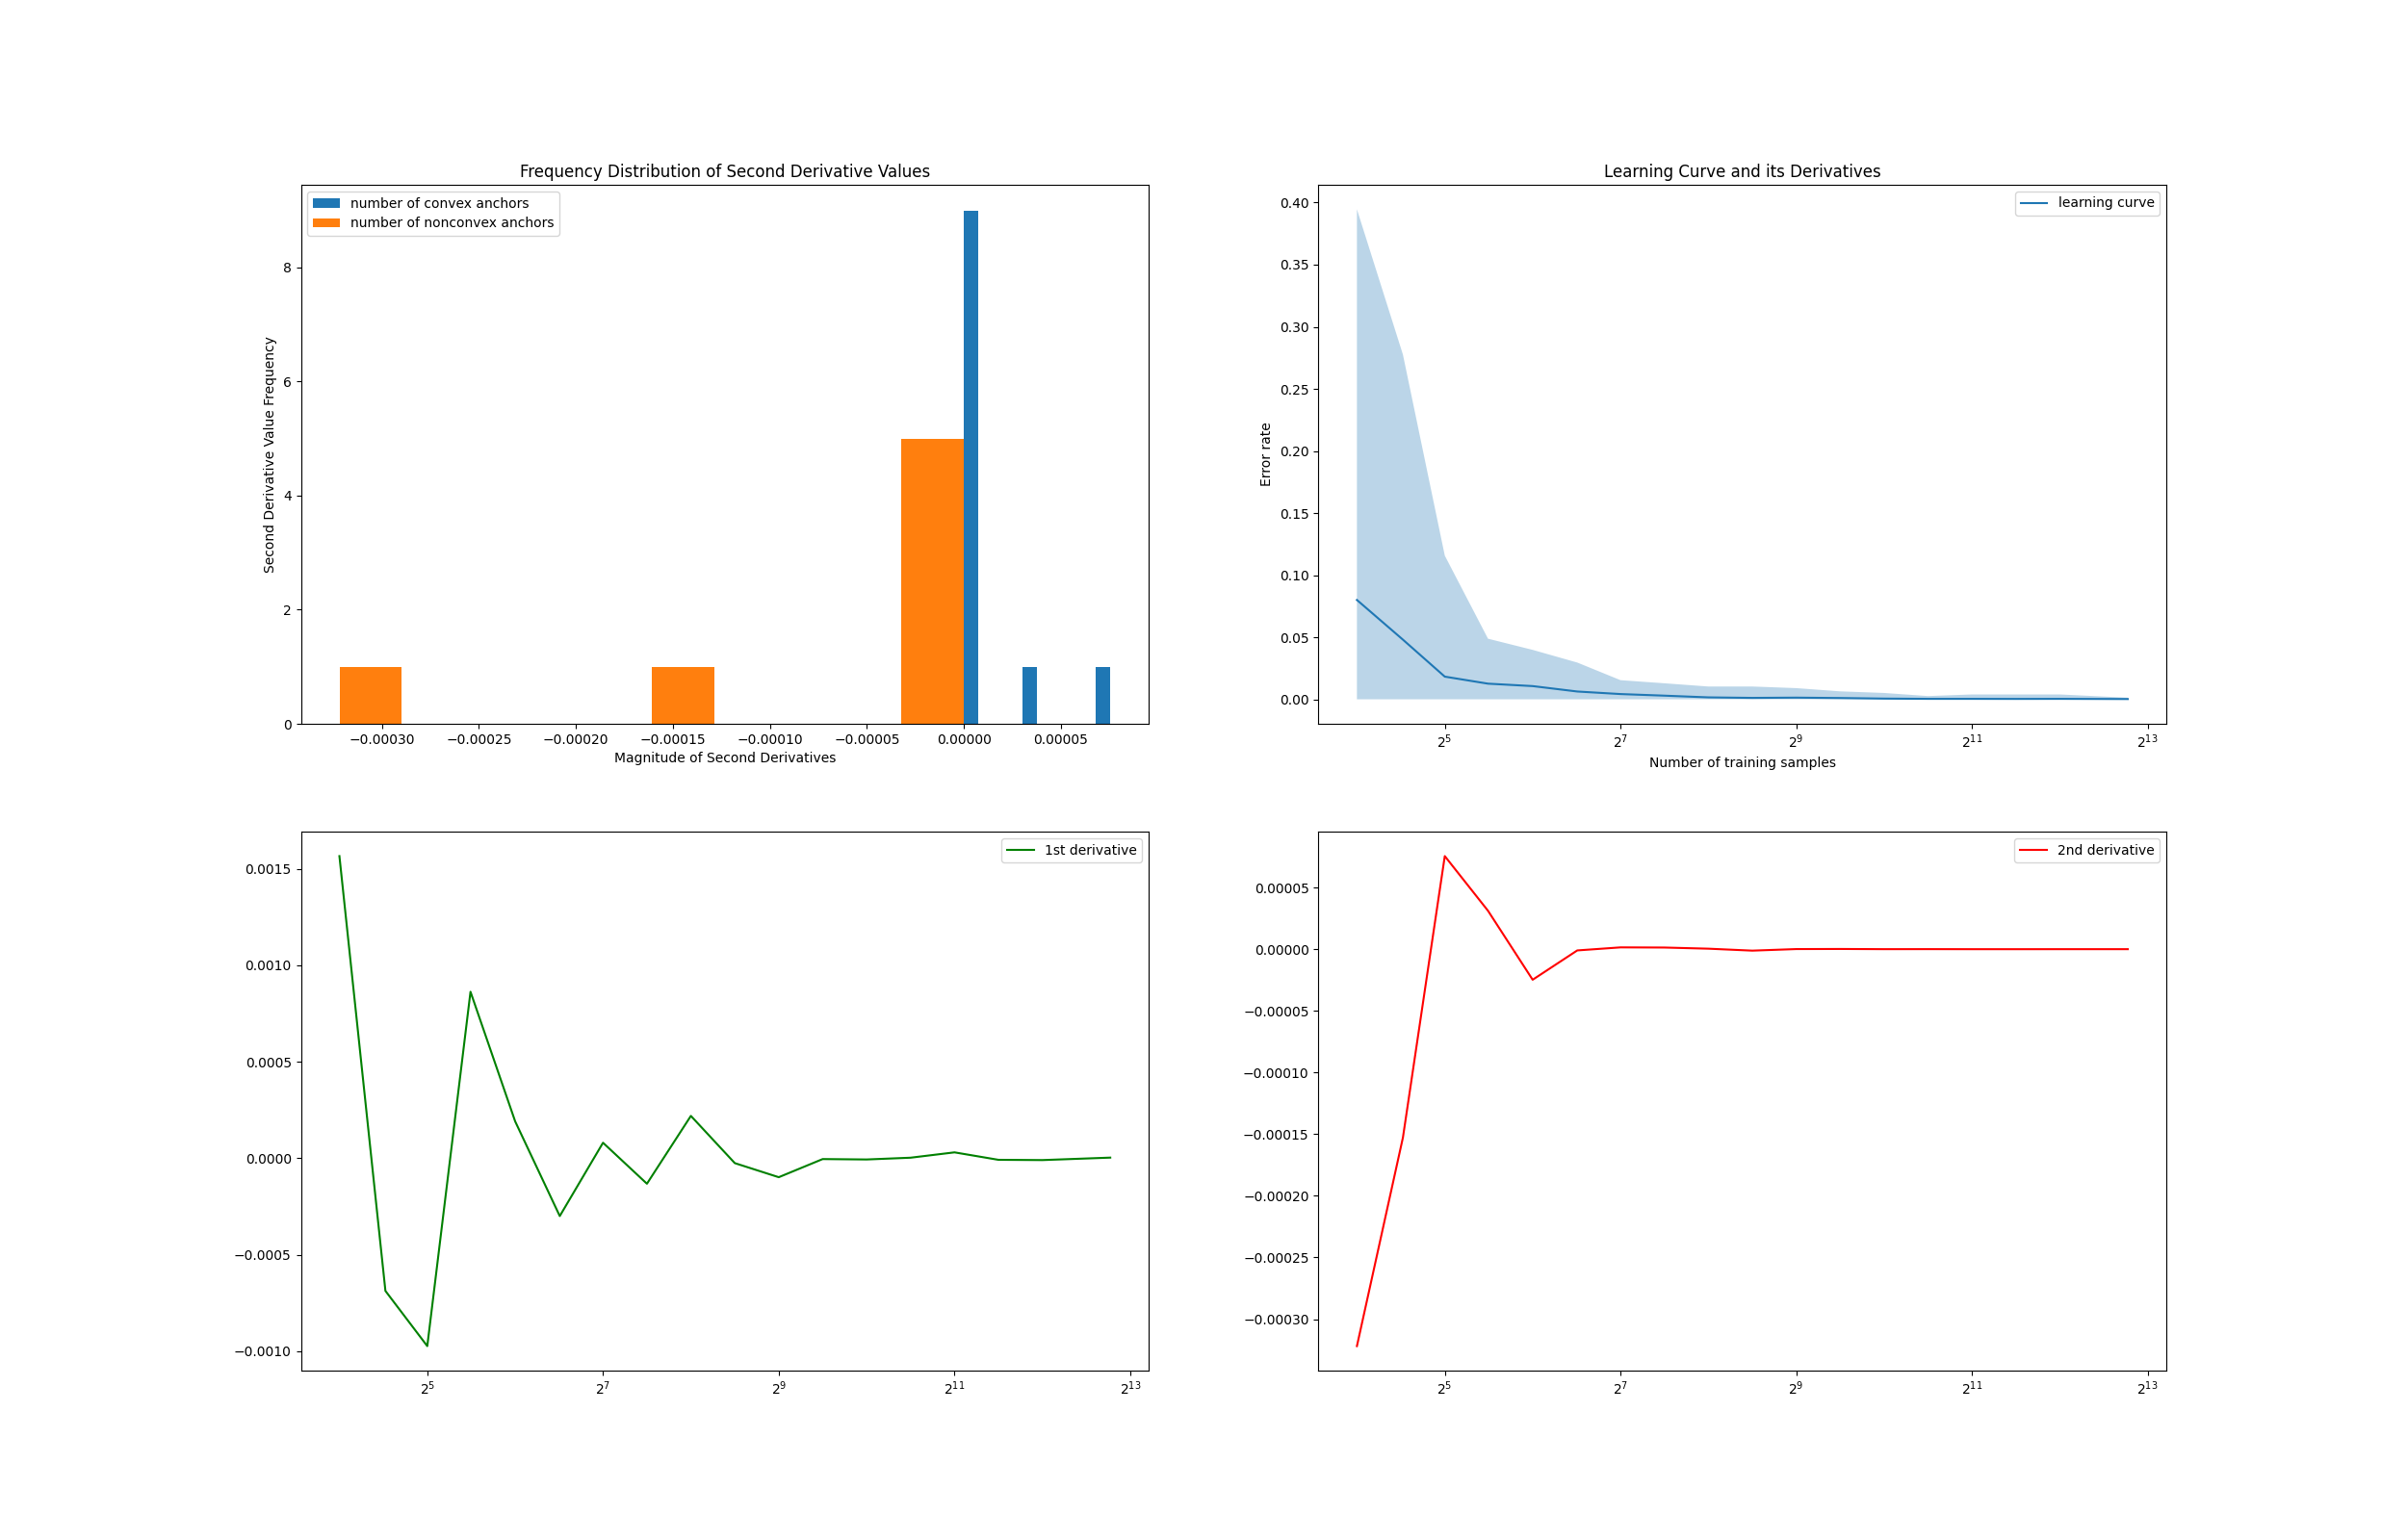 Frequency Distribution of Second Derivative Values
number of convex anchors
number of nonconvex anchors
Second Derivative Value Frequency
8
6
4
2
0
−0.00030 −0.00025 −0.00020 −0.00015 −0.00010 −0.00005 0.00000 0.00005
Magnitude of Second Derivatives
Learning Curve and its Derivatives
learning curve
Error rate
0.40
0.35
0.30
0.25
0.20
0.15
0.10
0.05
0.00
2^5 2^7 2^9 2^11 2^13
Number of training samples
1st derivative
0.0015
0.0010
0.0005
0.0000
−0.0005
−0.0010
2^5 2^7 2^9 2^11 2^13
2nd derivative
0.00005
0.00000
−0.00005
−0.00010
−0.00015
−0.00020
−0.00025
−0.00030
2^5 2^7 2^9 2^11 2^13